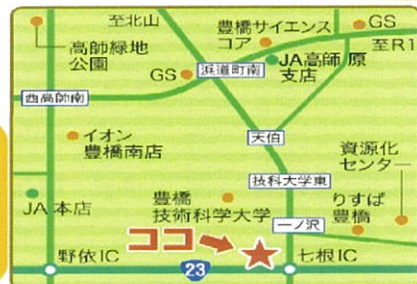 至北山
豊橋サイエンス
コア
GS
至R1
高師緑地
公園
GS
浜道町南
JA高師原
支店
西高師南
イオン
豊橋南店
天伯
資源化
センター
技科大学東
JA本店
豊橋
技術科学大学
りすぱ
豊橋
一ノ沢
ココ
野依IC
23
七根IC